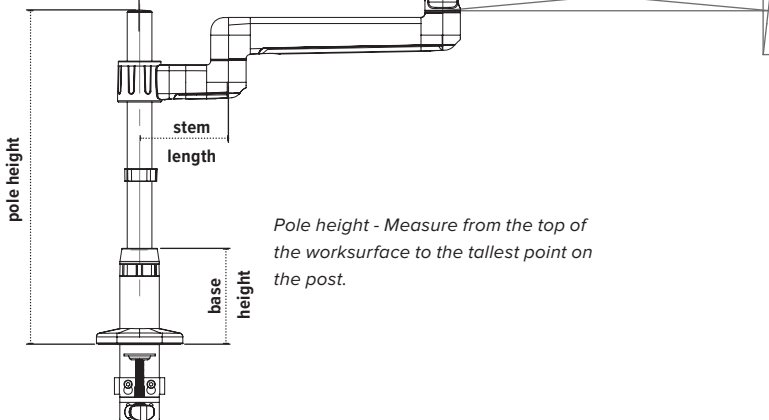 stem
length
pole height
Pole height - Measure from the top of
the worksurface to the tallest point on
the post.
base
height